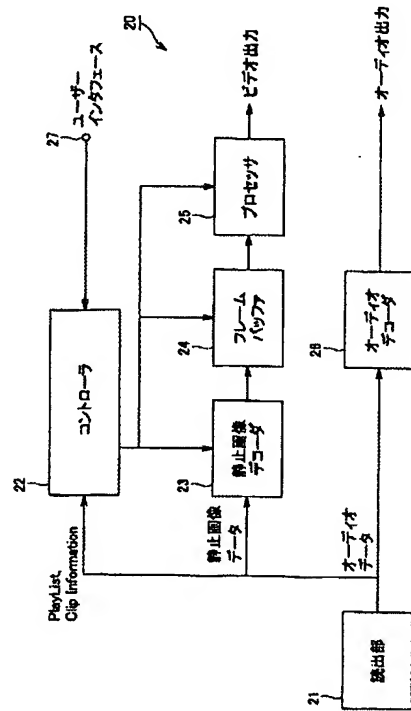 20
27
ユーザー
インタフェース
22
コントローラ
PlayList,
Clip Information
静止画像
データ
23
静止画像
デコーダ
24
フレーム
バッファ
25
プロセッサ
ビデオ出力
21
読出部
オーディオデータ
26
オーディオ
デコーダ
オーディオ出力